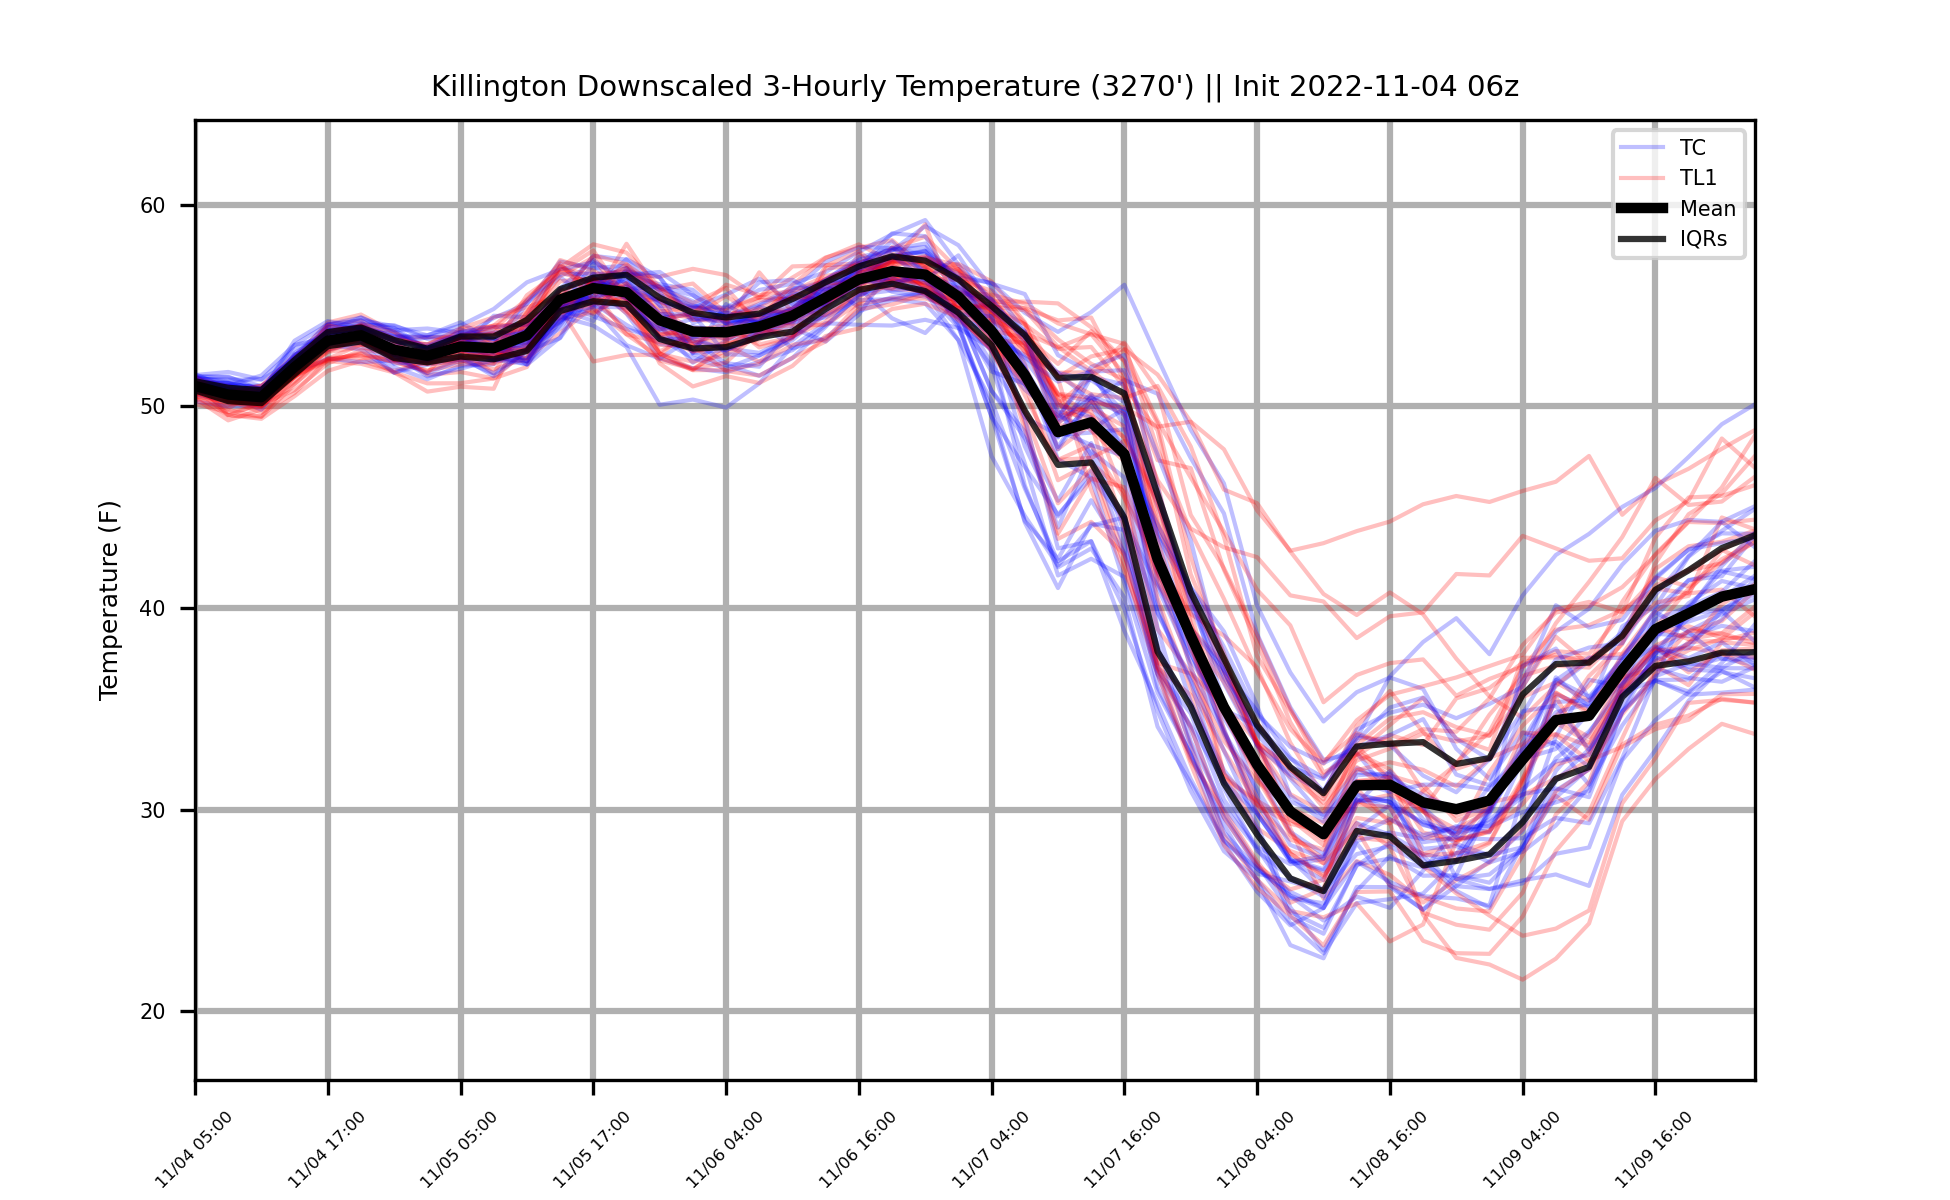 Killington Downscaled 3-Hourly Temperature (3270') || Init 2022-11-04 06z
TC
TL1
Mean
IQRs
60
50
40
30
20
Temperature (F)
11/04 05:00
11/04 17:00
11/05 05:00
11/05 17:00
11/06 04:00
11/06 16:00
11/07 04:00
11/07 16:00
11/08 04:00
11/08 16:00
11/09 04:00
11/09 16:00